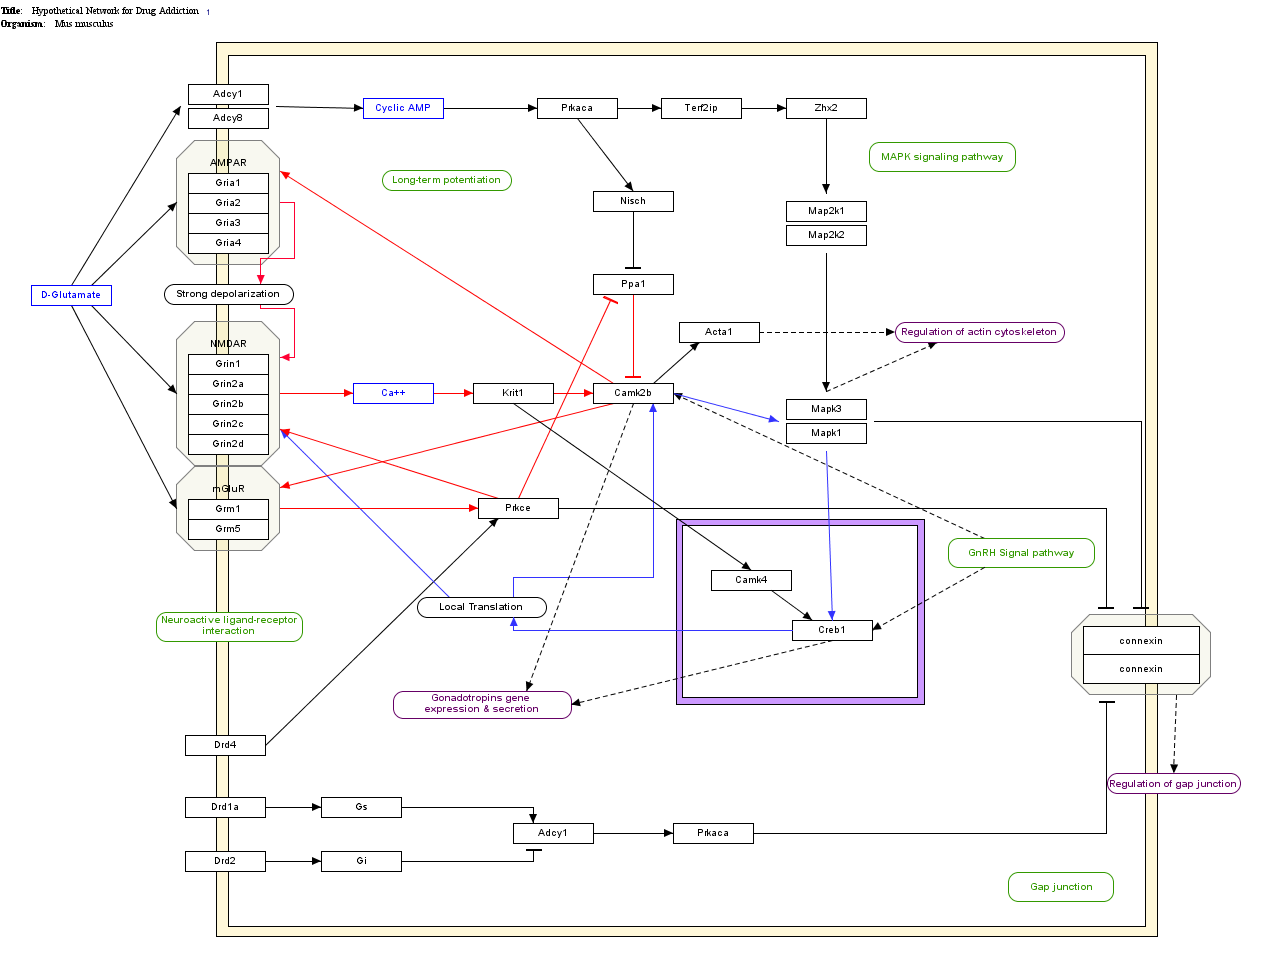 Title: Hypothetical Network for Drug Addiction 1
Organism: Mus musculus
Adcy1
Adcy8
Cyclic AMP
Prkaca
Terf2ip
Zhx2
AMPAR
Gria1
Gria2
Gria3
Gria4
Long-term potentiation
MAPK signaling pathway
Nisch
Map2k1
Map2k2
D-Glutamate
Strong depolarization
Ppa1
Acta1
Regulation of actin cytoskeleton
NMDAR
Grin1
Grin2a
Grin2b
Grin2c
Grin2d
Ca++
Krit1
Camk2b
Mapk3
Mapk1
mGluR
Grm1
Grm5
Prkce
GnRH Signal pathway
Camk4
Creb1
Local Translation
Neuroactive ligand-receptor
interaction
connexin
connexin
Gonadotropins gene
expression & secretion
Drd4
Regulation of gap junction
Drd1a
Gs
Adcy1
Prkaca
Drd2
Gi
Gap junction